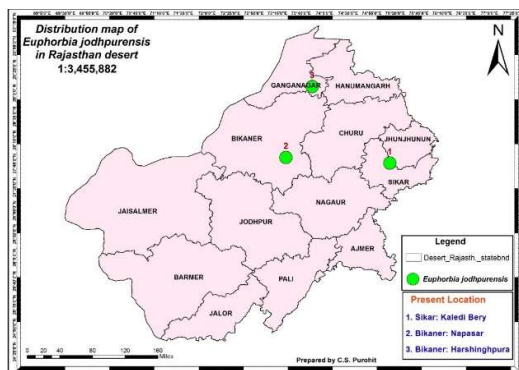 Distribution map of
Euphorbia jodhpurensis
in Rajasthan desert
1:3,455,882
N
3
GANGANAGAR
HANUMANGARH
BIKANER
2
CHURU
JHUNJHUNUN
1
SIKAR
JAISALMER
JODHPUR
NAGAUR
AJMER
BARMER
PALI
JALOR
Legend
Desert_Rajasth._statebnd
Euphorbia jodhpurensis
Present Location
1. Sikar: Kaledi Bery
2. Bikaner: Napasar
3. Bikaner: Harshinghpura
0 20 40 80 120 160
Miles
Prepared by C.S. Purohit